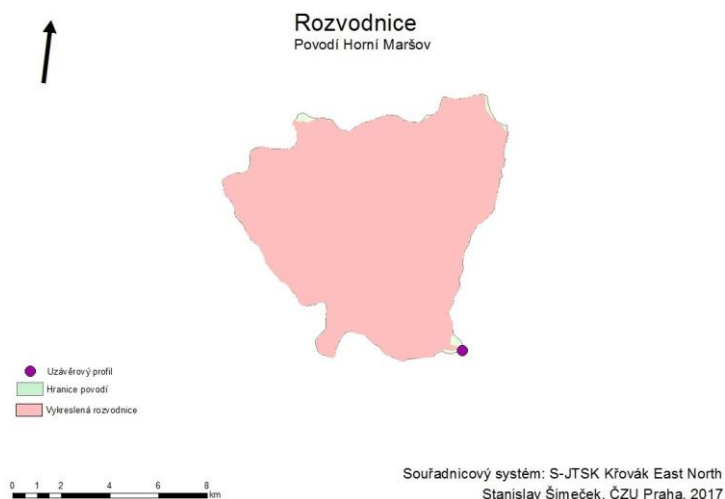 Rozvodnice
Povodí Horní Maršov
Uzávěrový profil
Hranice povodí
Vykreslená rozvodnice
0 1 2 4 6 8
km
Souřadnicový systém: S-JTSK Křovák East North
Stanislav Šimeček, ČZU Praha, 2017